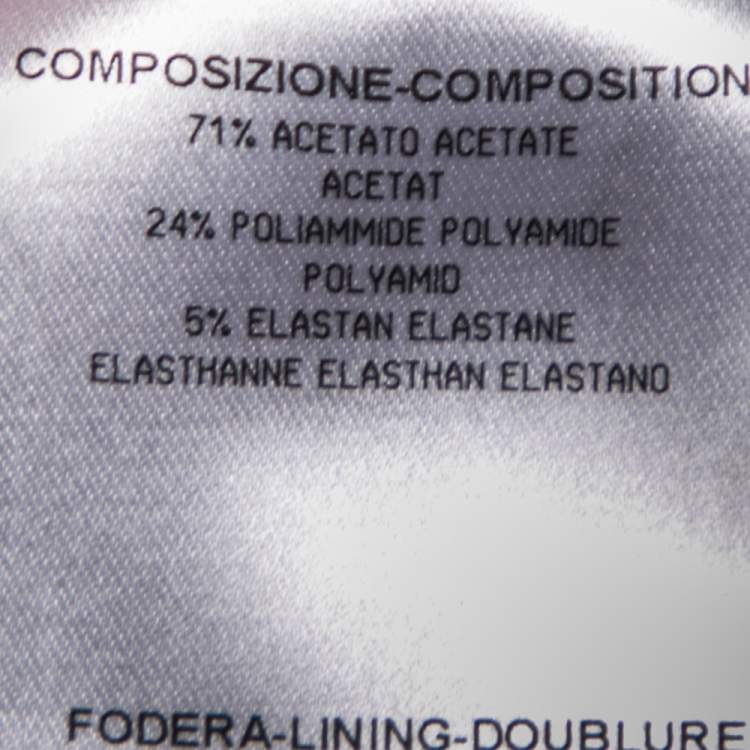 COMPOSIZIONE-COMPOSITION
71% ACETATO ACETATE
ACETAT
24% POLIAMMIDE POLYAMIDE
POLYAMID
5% ELASTAN ELASTANE
ELASTHANNE ELASTHAN ELASTANO
FODERA-LINING-DOUBLURE